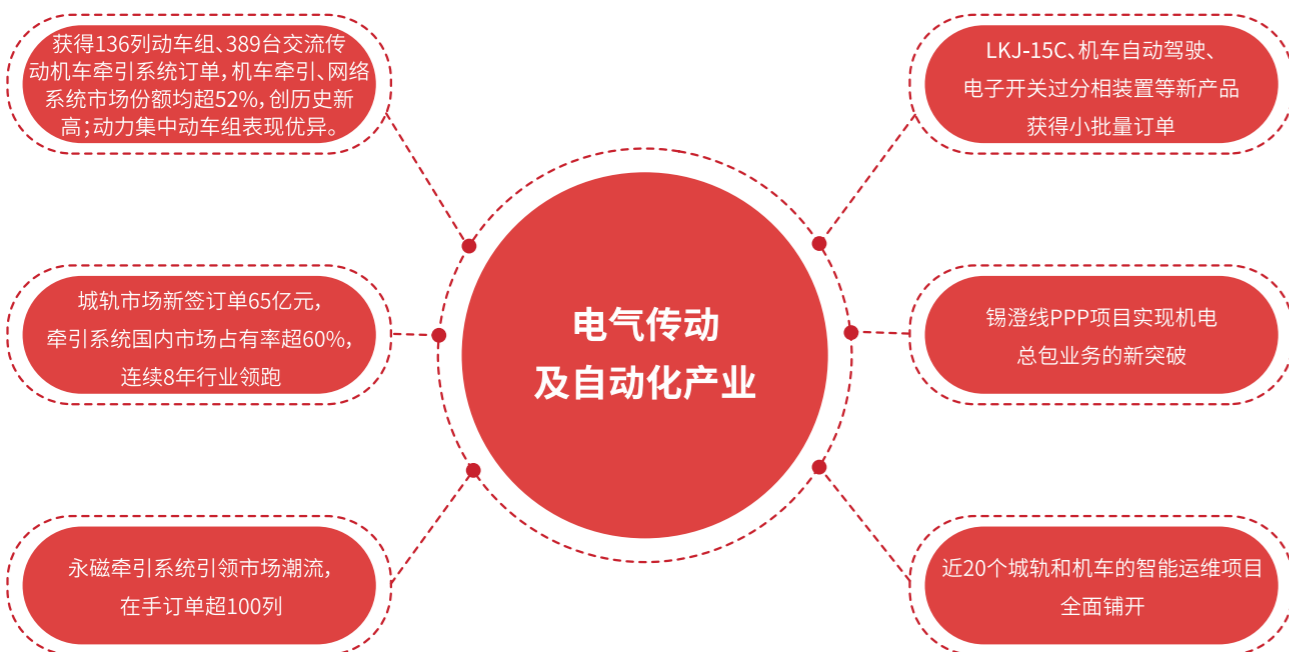 获得136列动车组、389台交流传
动机车牵引系统订单，机车牵引、网络
系统市场份额均超52%，创历史新
高；动力集中动车组表现优异。
城轨市场新签订单65亿元，
牵引系统国内市场占有率超60%，
连续8年行业领跑
永磁牵引系统引领市场潮流，
在手订单超100列
电气传动
及自动化产业
LKJ-15C、机车自动驾驶、
电子开关过分相装置等新产品
获得小批量订单
锡澄线PPP项目实现机电
总包业务的新突破
近20个城轨和机车的智能运维项目
全面铺开